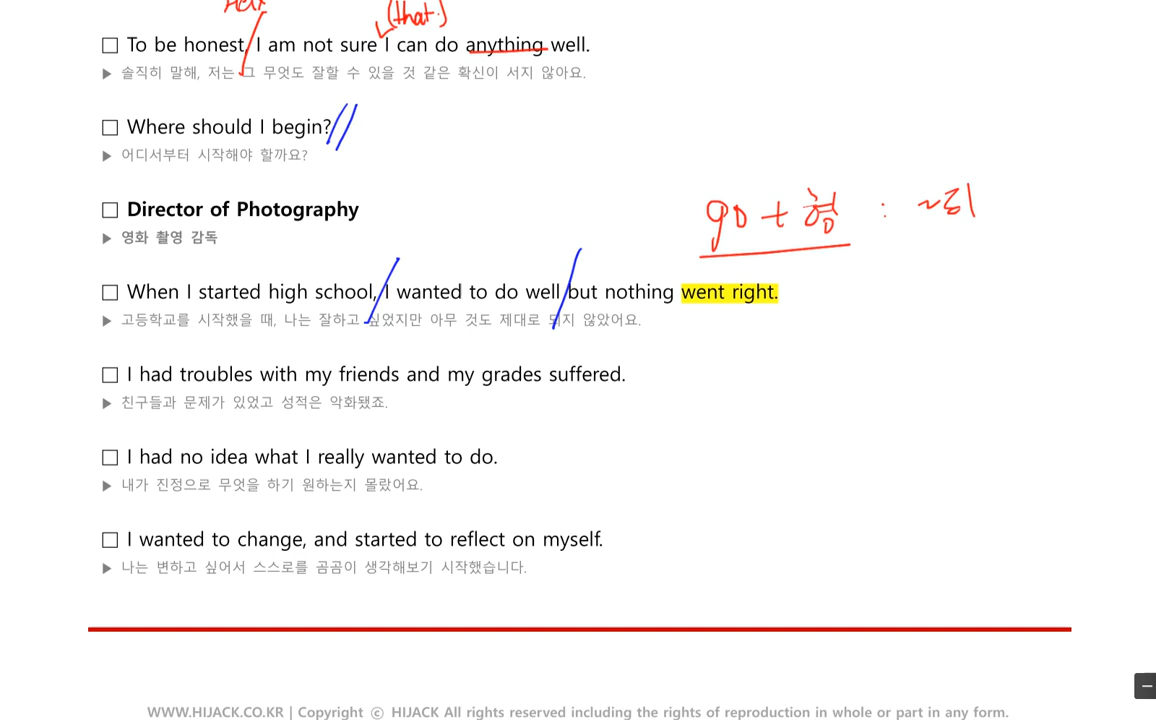 (that.)
□ To be honest, I am not sure I can do anything well.
▶ 솔직히 말해, 저는 그 무엇도 잘할 수 있을 것 같은 확신이 서지 않아요.
□ Where should I begin?
▶ 어디서부터 시작해야 할까요?
□ Director of Photography
▶ 영화 촬영 감독
go + 형 : ~되다
□ When I started high school, I wanted to do well but nothing went right.
▶ 고등학교를 시작했을 때, 나는 잘하고 싶었지만 아무 것도 제대로 되지 않았어요.
□ I had troubles with my friends and my grades suffered.
▶ 친구들과 문제가 있었고 성적은 악화됐죠.
□ I had no idea what I really wanted to do.
▶ 내가 진정으로 무엇을 하기 원하는지 몰랐어요.
□ I wanted to change, and started to reflect on myself.
▶ 나는 변하고 싶어서 스스로를 곰곰이 생각해보기 시작했습니다.
WWW.HIJACK.CO.KR | Copyright ⓒ HIJACK All rights reserved including the rights of reproduction in whole or part in any form.